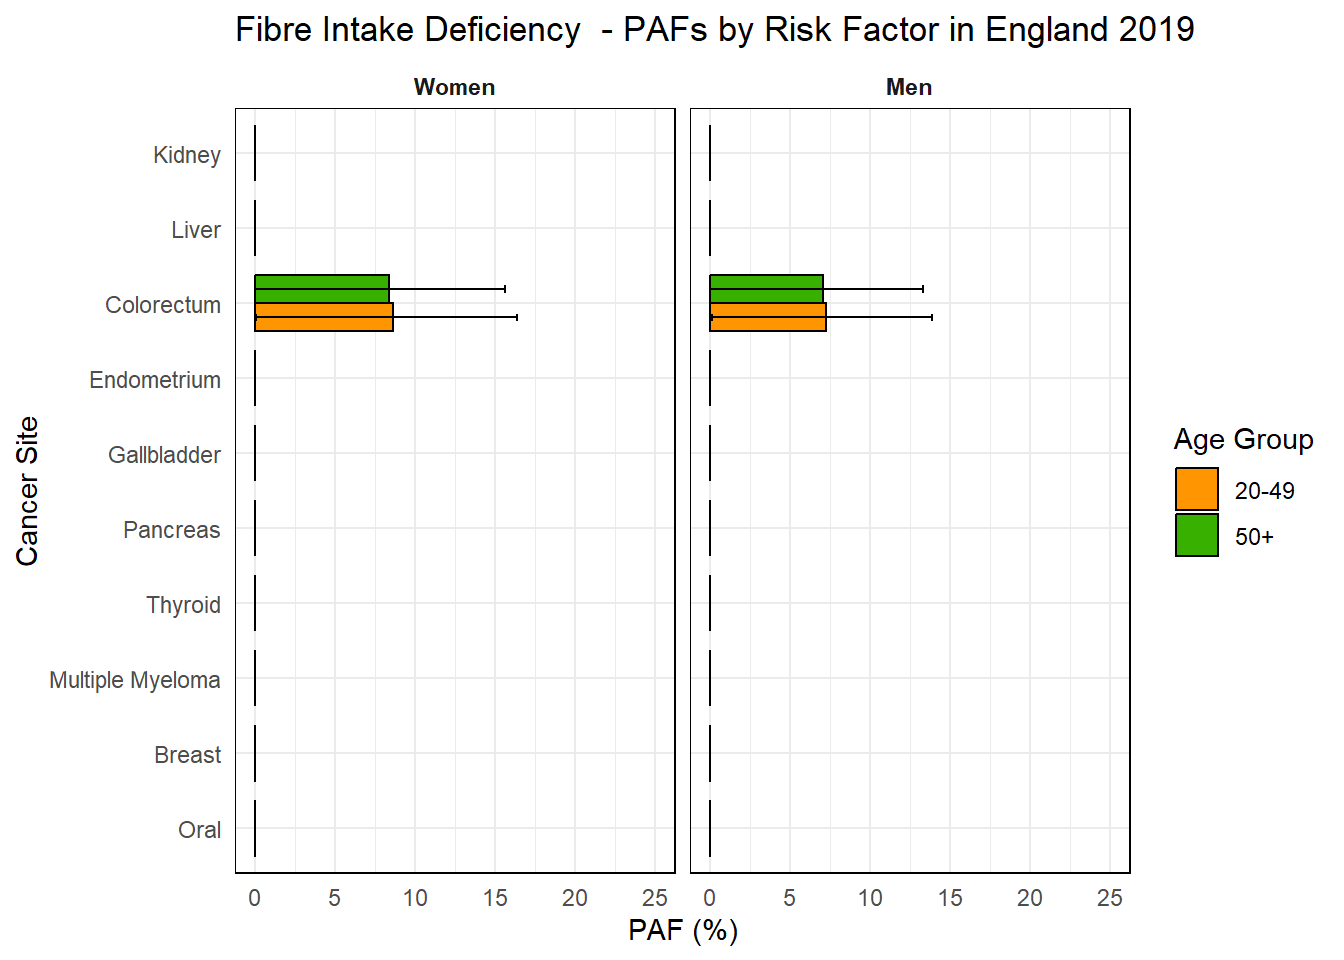 Fibre Intake Deficiency  - PAFs by Risk Factor in England 2019
Women
Men
Kidney
Liver
Colorectum
Endometrium
Gallbladder
Pancreas
Thyroid
Multiple Myeloma
Breast
Oral
Cancer Site
0 5 10 15 20 25
0 5 10 15 20 25
PAF (%)
Age Group
20-49
50+